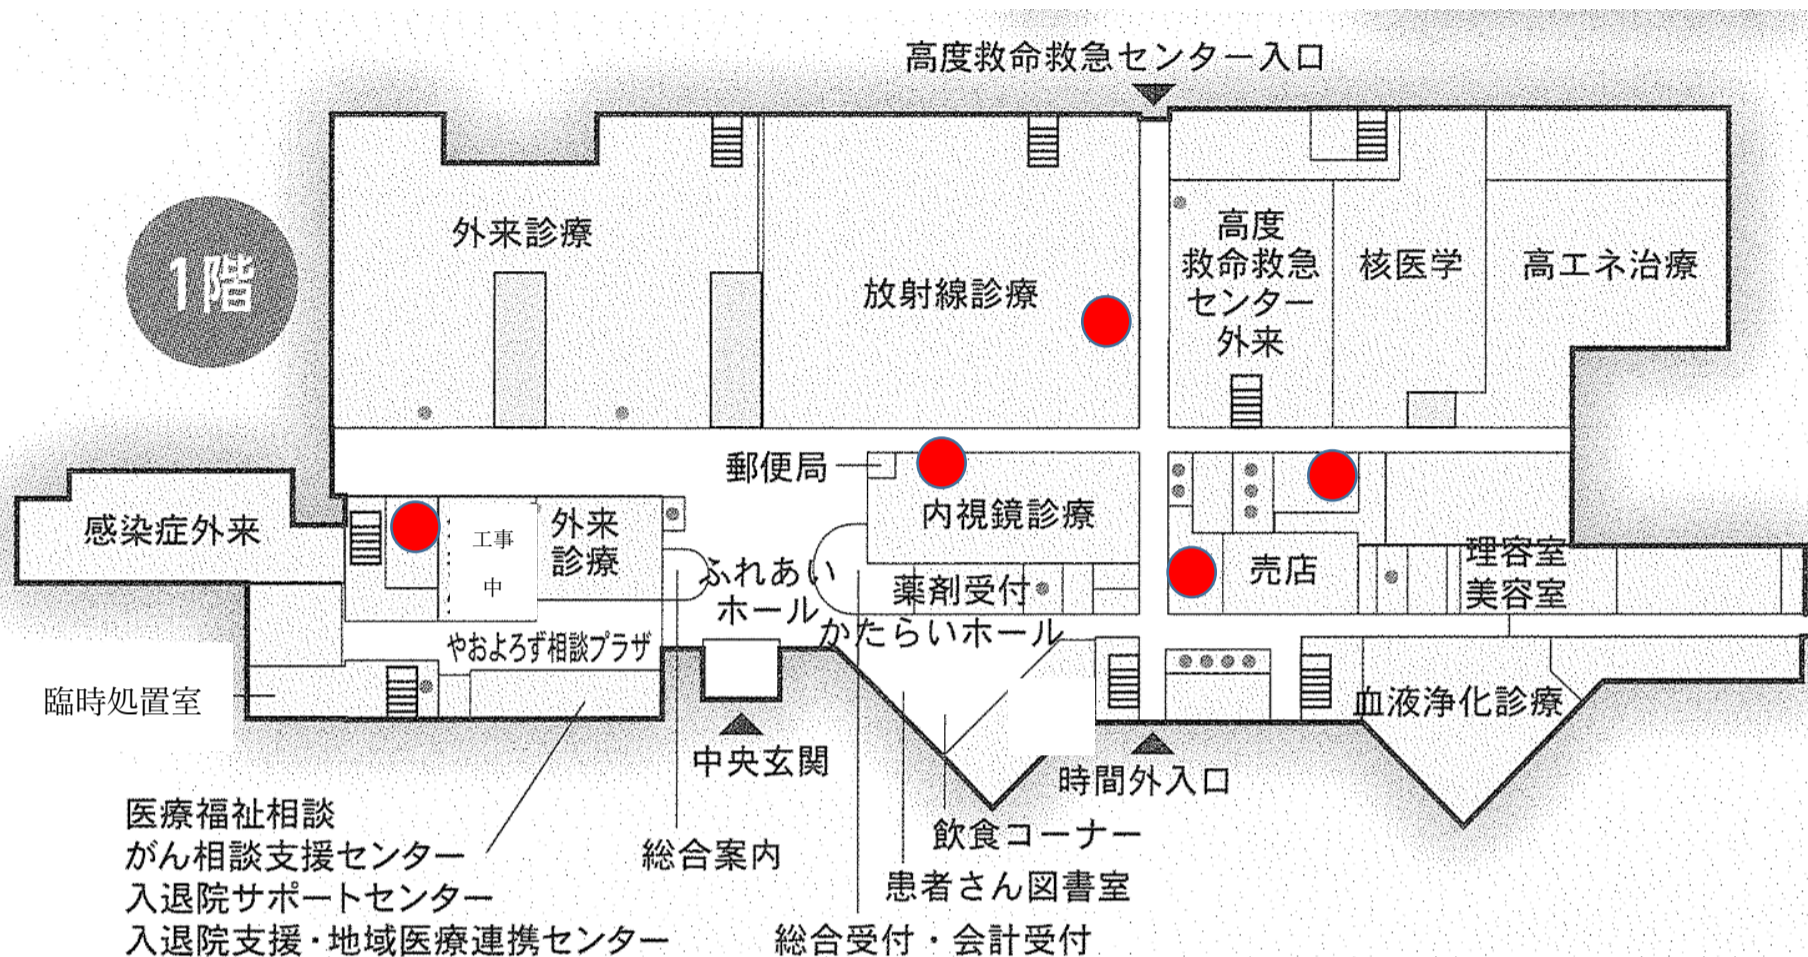 高度救命救急センター入口
1階
外来診療
放射線診療
高度
救命救急
センター
外来
核医学
高エネ治療
郵便局
内視鏡診療
感染症外来
工事
中
外来
診療
ふれあい
ホール
薬剤受付
かたらいホール
売店
理容室
美容室
やおよろず相談プラザ
臨時処置室
血液浄化診療
中央玄関
時間外入口
医療福祉相談
がん相談支援センター
入退院サポートセンター
入退院支援・地域医療連携センター
総合案内
飲食コーナー
患者さん図書室
総合受付・会計受付